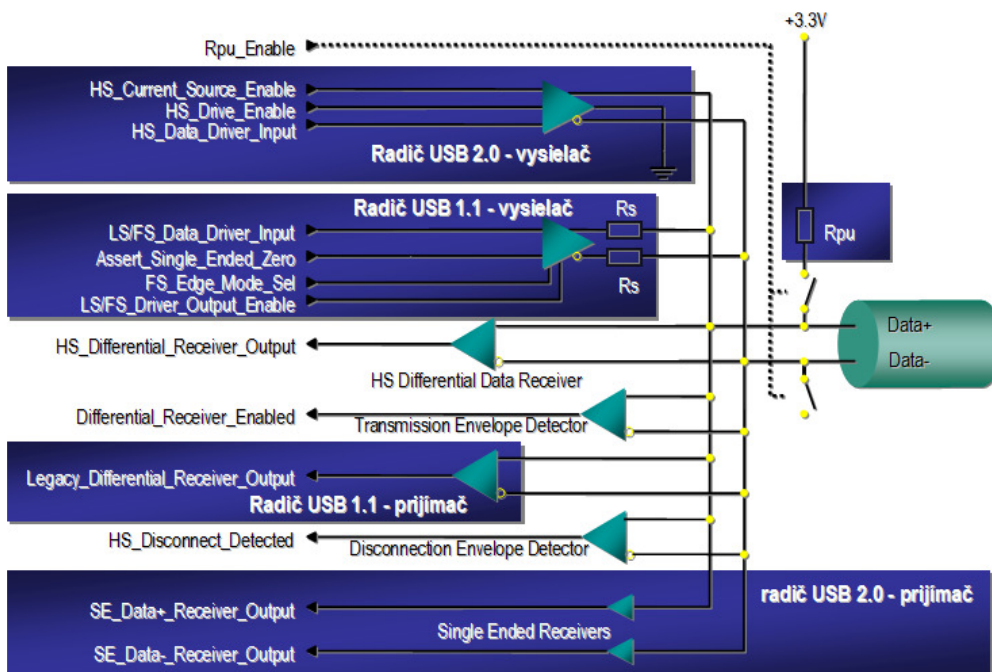 +3.3V
Rpu_Enable
HS_Current_Source_Enable
HS_Drive_Enable
HS_Data_Driver_Input
Radič USB 2.0 - vysielač
Radič USB 1.1 - vysielač
Rs
LS/FS_Data_Driver_Input
Assert_Single_Ended_Zero
FS_Edge_Mode_Sel
LS/FS_Driver_Output_Enable
Rs
Rpu
Data+
Data-
HS_Differential_Receiver_Output
HS Differential Data Receiver
Differential_Receiver_Enabled
Transmission Envelope Detector
Legacy_Differential_Receiver_Output
Radič USB 1.1 - prijímač
HS_Disconnect_Detected
Disconnection Envelope Detector
radič USB 2.0 - prijímač
SE_Data+_Receiver_Output
Single Ended Receivers
SE_Data-_Receiver_Output